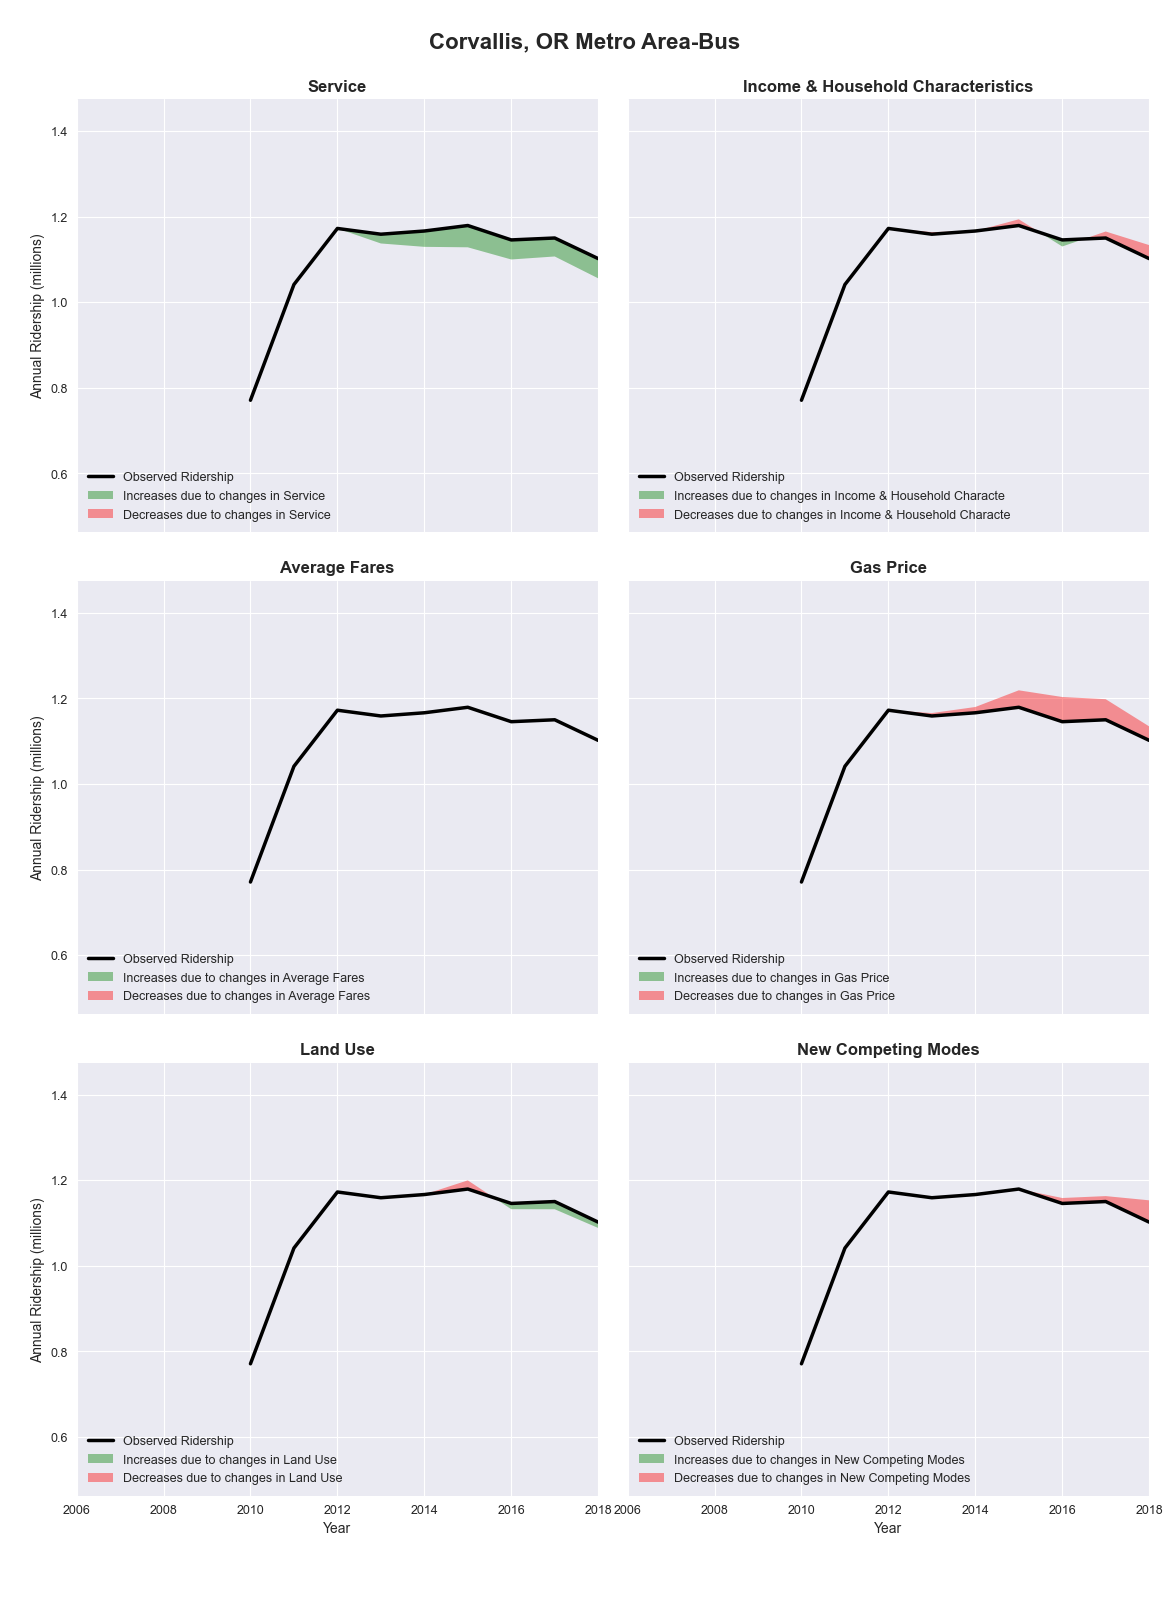 Corvallis, OR Metro Area-Bus
Service
Income & Household Characteristics
1.4
1.2
1.0
0.8
0.6
Annual Ridership (millions)
Observed Ridership
Increases due to changes in Service
Decreases due to changes in Service
Observed Ridership
Increases due to changes in Income & Household Characte
Decreases due to changes in Income & Household Characte
Average Fares
Gas Price
1.4
1.2
1.0
0.8
0.6
Annual Ridership (millions)
Observed Ridership
Increases due to changes in Average Fares
Decreases due to changes in Average Fares
Observed Ridership
Increases due to changes in Gas Price
Decreases due to changes in Gas Price
Land Use
New Competing Modes
1.4
1.2
1.0
0.8
0.6
Annual Ridership (millions)
Observed Ridership
Increases due to changes in Land Use
Decreases due to changes in Land Use
Observed Ridership
Increases due to changes in New Competing Modes
Decreases due to changes in New Competing Modes
2006 2008 2010 2012 2014 2016 2018
2006 2008 2010 2012 2014 2016 2018
Year
Year